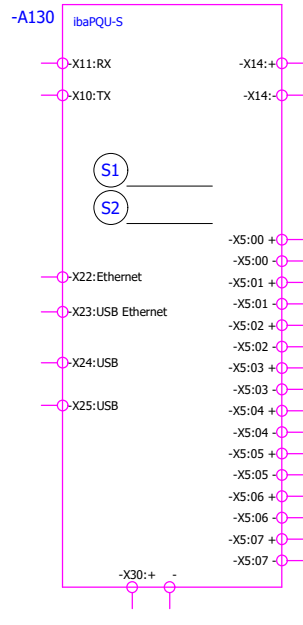 -A130 ibaPQU-S
-X11:RX -X14:+
-X10:TX -X14:-
S1
S2
-X5:00 +
-X5:00 -
-X22:Ethernet -X5:01 +
-X5:01 -
-X23:USB Ethernet
-X5:02 +
-X5:02 -
-X24:USB -X5:03 +
-X5:03 -
-X25:USB -X5:04 +
-X5:04 -
-X5:05 +
-X5:05 -
-X5:06 +
-X5:06 -
-X5:07 +
-X5:07 -
-X30:+ -